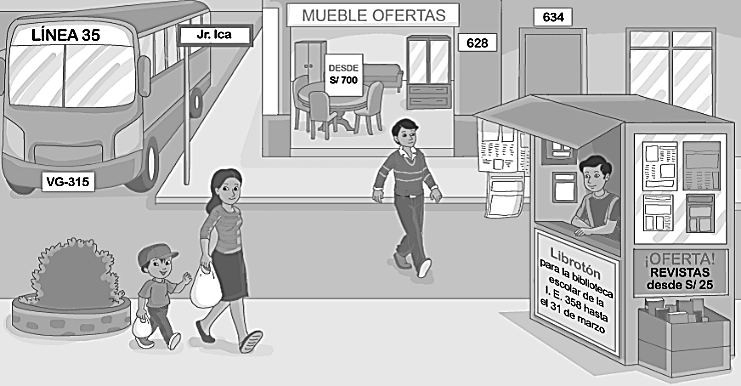 LÍNEA 35
VG-315
Jr. Ica
MUEBLE OFERTAS
DESDE
S/ 700
628
634
Librotón
para la biblioteca
escolar de la
I. E. 358 hasta
el 31 de marzo
¡OFERTA!
REVISTAS
desde S/ 25